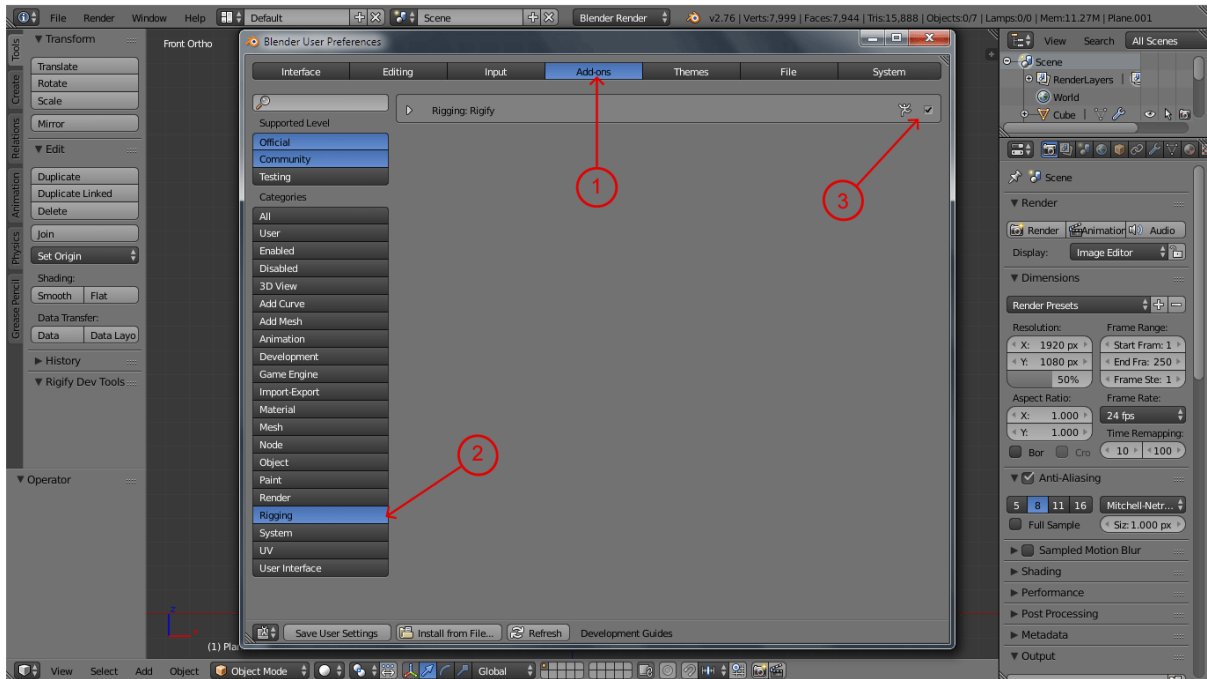 File Render Window Help Default Scene Blender Render v2.76 | Verts:7,999 | Faces:7,944 | Tris:15,888 | Objects:0/7 | Lamps:0/0 | Mem:11.27M | Plane.001
Tools
Create
Relations
Animation
Physics
Grease Pencil
Transform
Translate
Rotate
Scale
Mirror
Edit
Duplicate
Duplicate Linked
Delete
Join
Set Origin
Shading:
Smooth Flat
Data Transfer:
Data Data Layo
History
Rigify Dev Tools
Operator
Front Ortho
Blender User Preferences
Interface Editing Input Add-ons Themes File System
Supported Level
Official
Community
Testing
Categories
All
User
Enabled
Disabled
3D View
Add Curve
Add Mesh
Animation
Development
Game Engine
Import-Export
Material
Mesh
Node
Object
Paint
Render
Rigging
System
UV
User Interface
Rigging: Rigify
1
2
3
Save User Settings Install from File... Refresh Development Guides
z
(1) Pla
View Search All Scenes
Scene
RenderLayers |
World
Cube |
Scene
Render
Render Animation Audio
Display: Image Editor
Dimensions
Render Presets
Resolution: Frame Range:
X: 1920 px Start Fram: 1
Y: 1080 px End Fra: 250
50% Frame Ste: 1
Aspect Ratio: Frame Rate:
X: 1.000 24 fps
Y: 1.000 Time Remapping:
Bor Cro 10 100
Anti-Aliasing
5 8 11 16 Mitchell-Netr...
Full Sample Siz: 1.000 px
Sampled Motion Blur
Shading
Performance
Post Processing
Metadata
Output
View Select Add Object Object Mode Global